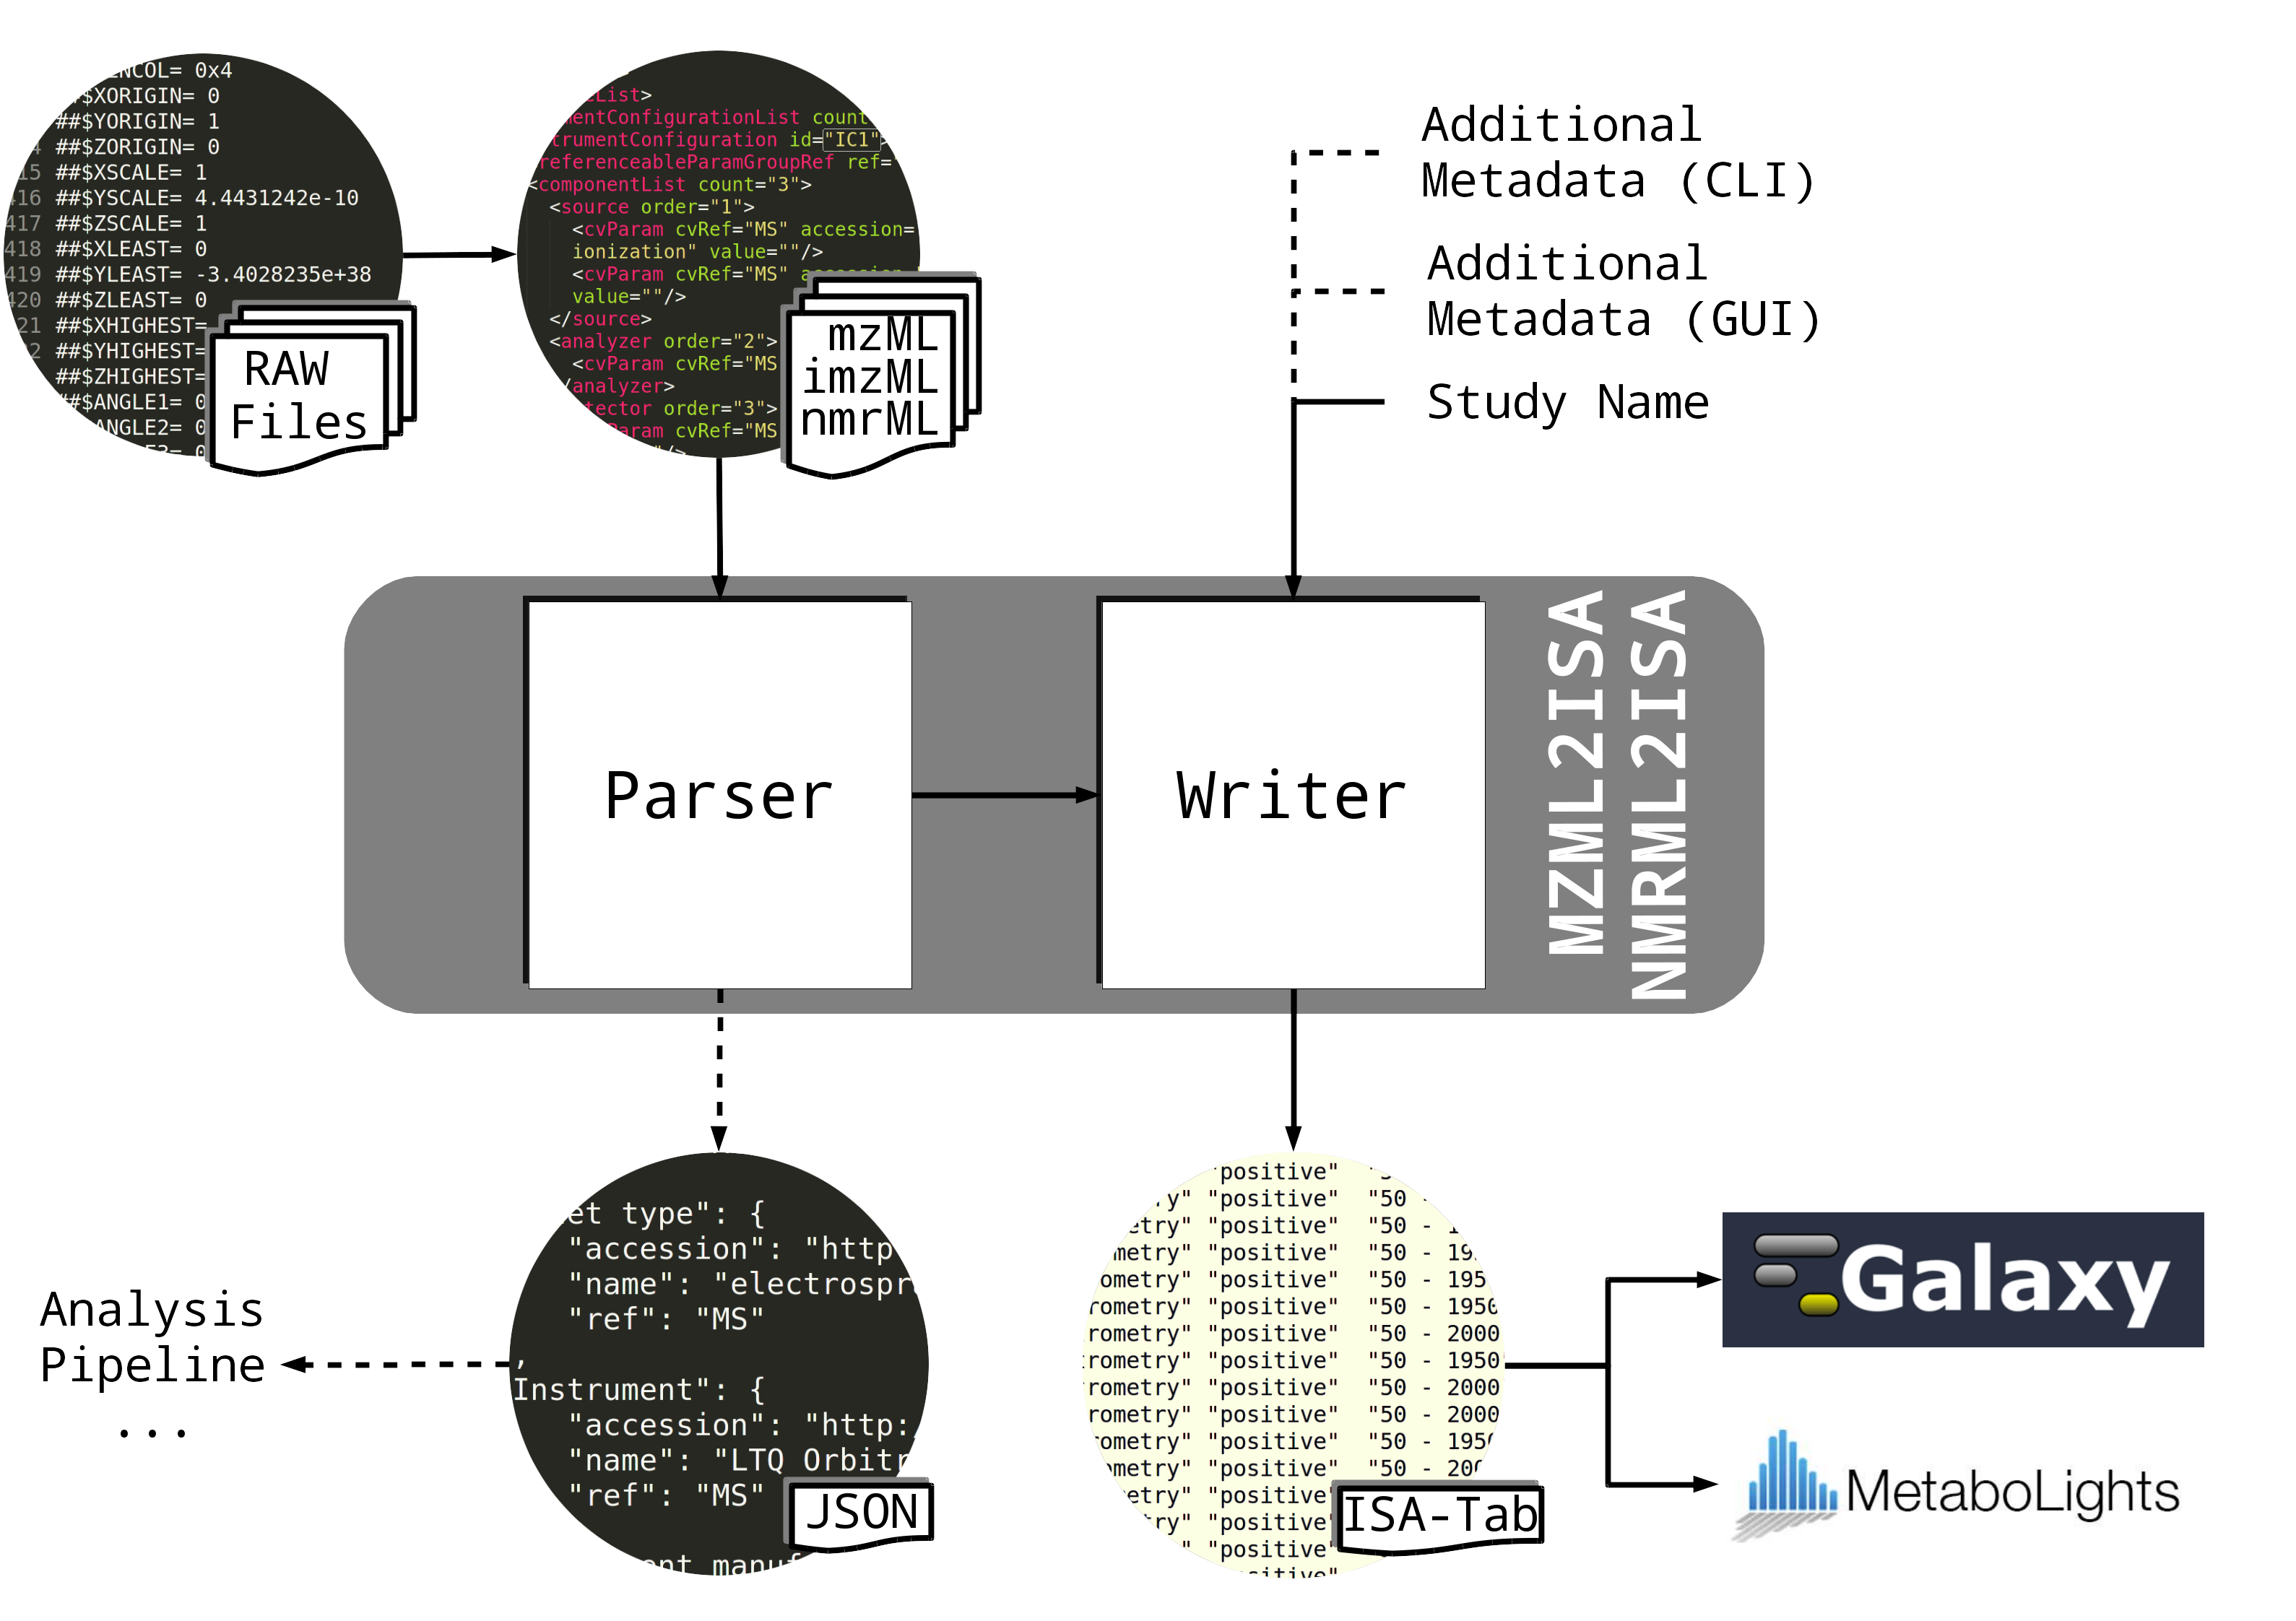 0x4
##$XORIGIN= 0
##$YORIGIN= 1
##$ZORIGIN= 0
15 ##$XSCALE= 1
416 ##$YSCALE= 4.4431242e-10
417 ##$ZSCALE= 1
418 ##$XLEAST= 0
419 ##$YLEAST= -3.4028235e+38
420 ##$ZLEAST= 0
21 ##$XHIGHEST=
##$YHIGHEST=
##$ZHIGHEST=
##$ANGLE1= 0
ANGLE2= 0
RAW
Files
List>
mentConfigurationList count
trumentConfiguration id="IC1">
referenceableParamGroupRef ref=
<componentList count="3">
<source order="1">
<cvParam cvRef="MS" accession=
ionization" value=""/>
<cvParam cvRef="MS" accession
value=""/>
</source>
<analyzer order="2">
<cvParam cvRef="MS
/analyzer>
tector order="3">
Param cvRef="MS
"/>
mzML
imzML
nmrML
Additional
Metadata (CLI)
Additional
Metadata (GUI)
Study Name
Parser
Writer
MZML2ISA
NMRML2ISA
et type": {
"accession": "http
"name": "electrospr
"ref": "MS"
,
Instrument": {
"accession": "http:
"name": "LTQ Orbitr
"ref": "MS"
ent manuf
JSON
Analysis
Pipeline
...
positive"
ry" "positive" "50 -
etry" "positive" "50 - 1
metry" "positive" "50 - 19
ometry" "positive" "50 - 195
rometry" "positive" "50 - 1950
rometry" "positive" "50 - 2000
rometry" "positive" "50 - 1950
rometry" "positive" "50 - 2000
rometry" "positive" "50 - 2000
rometry" "positive" "50 - 1950
ometry" "positive" "50 - 200
etry" "positive"
try" "positive"
"positive"
sitive"
ISA-Tab
Galaxy
MetaboLights